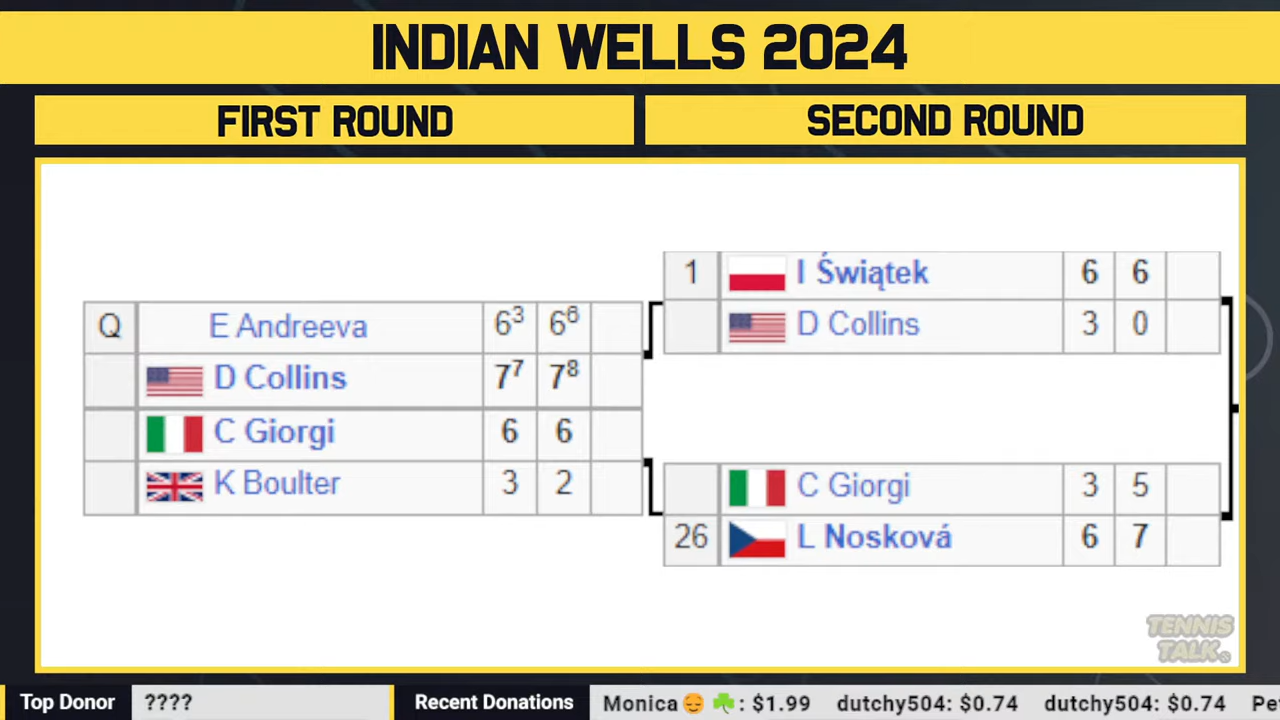 INDIAN WELLS 2024
FIRST ROUND
SECOND ROUND
Q E Andreeva 6³ 6⁶
D Collins 7⁷ 7⁸
C Giorgi 6 6
K Boulter 3 2
1 I Świątek 6 6
D Collins 3 0
C Giorgi 3 5
26 L Nosková 6 7
TENNIS
TALK
Top Donor ???? Recent Donations Monica😌☘️: $1.99 dutchy504: $0.74 dutchy504: $0.74 Pe